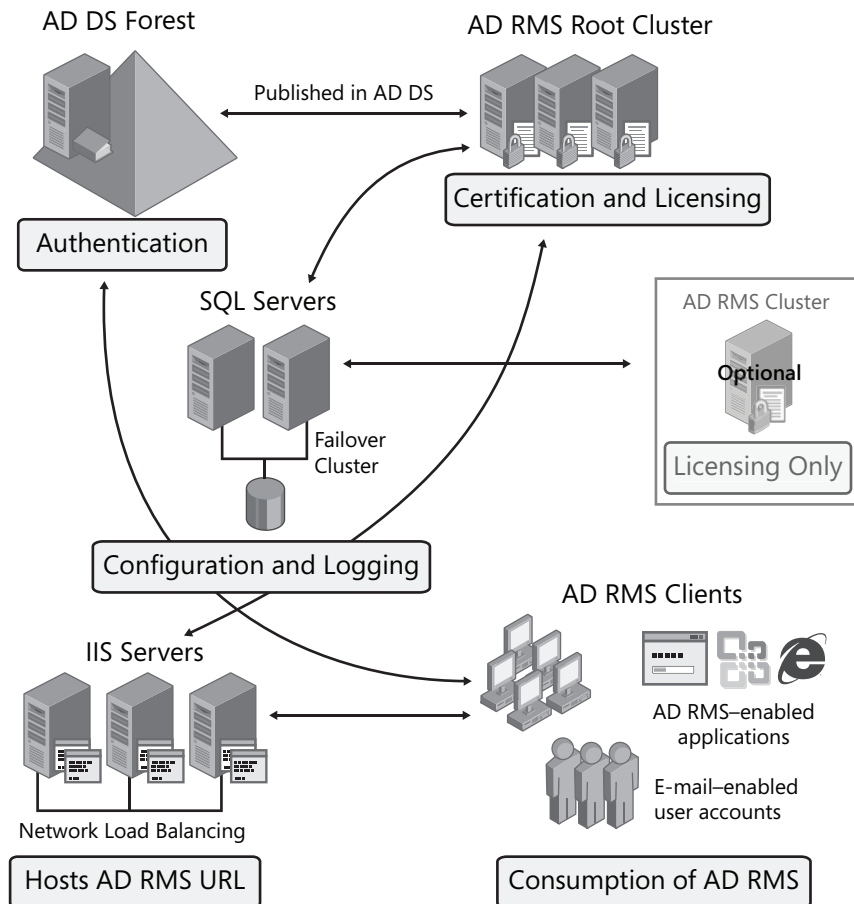 AD DS Forest
AD RMS Root Cluster
Published in AD DS
Certification and Licensing
Authentication
SQL Servers
AD RMS Cluster
Optional
Failover
Cluster
Licensing Only
Configuration and Logging
AD RMS Clients
IIS Servers
AD RMS–enabled
applications
E-mail–enabled
user accounts
Network Load Balancing
Hosts AD RMS URL
Consumption of AD RMS